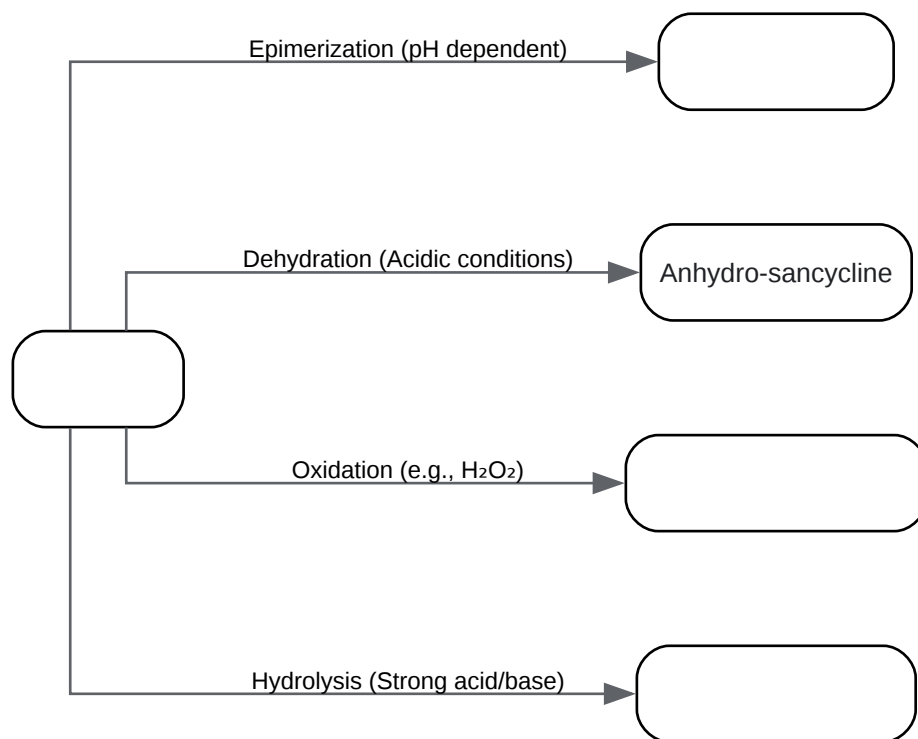 Epimerization (pH dependent)
Dehydration (Acidic conditions)
Anhydro-sancycline
Oxidation (e.g., H₂O₂)
Hydrolysis (Strong acid/base)